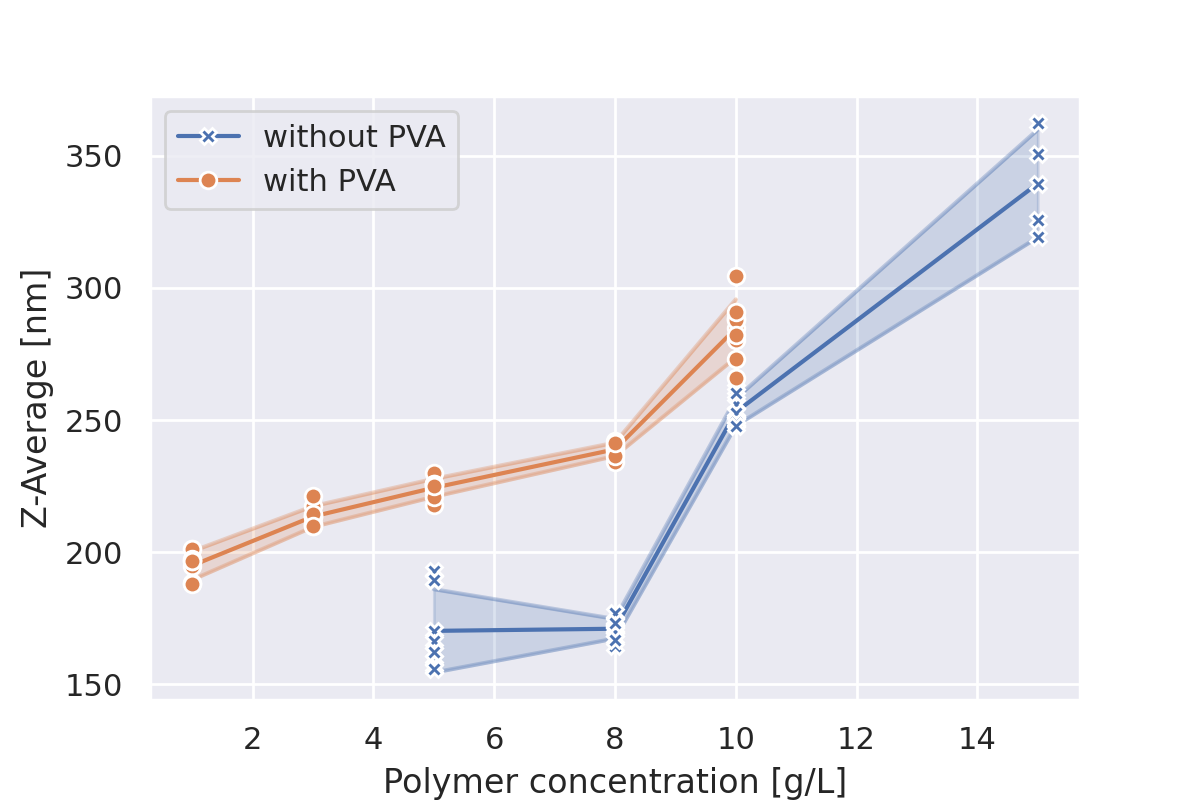 without PVA
with PVA
350
300
250
200
150
Z-Average [nm]
2 4 6 8 10 12 14
Polymer concentration [g/L]